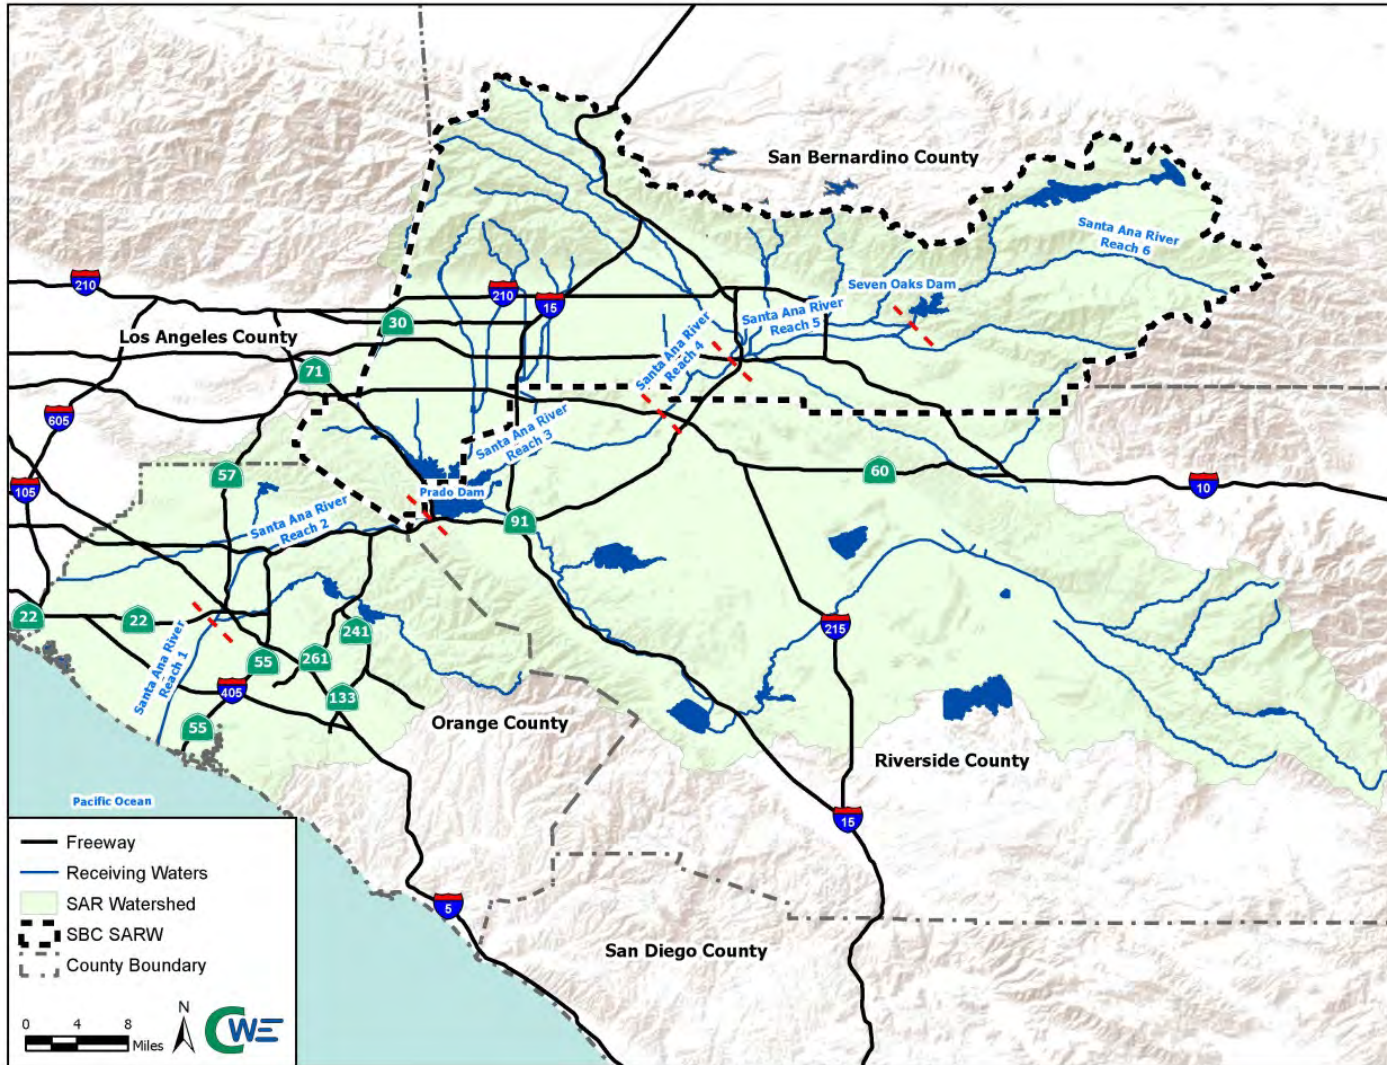 San Bernardino County
Santa Ana River
Reach 6
Seven Oaks Dam
210
210
15
Santa Ana River
Reach 5
30
Los Angeles County
Santa Ana River
Reach 4
71
605
Santa Ana River
Reach 3
57
60
105
10
Prado Dam
Santa Ana River
Reach 2
91
22
22
241
215
Santa Ana River
Reach 1
55
261
405
133
55
Orange County
Riverside County
Pacific Ocean
15
Freeway
Receiving Waters
SAR Watershed
SBC SARW
County Boundary
5
San Diego County
N
0 4 8
Miles
CWE